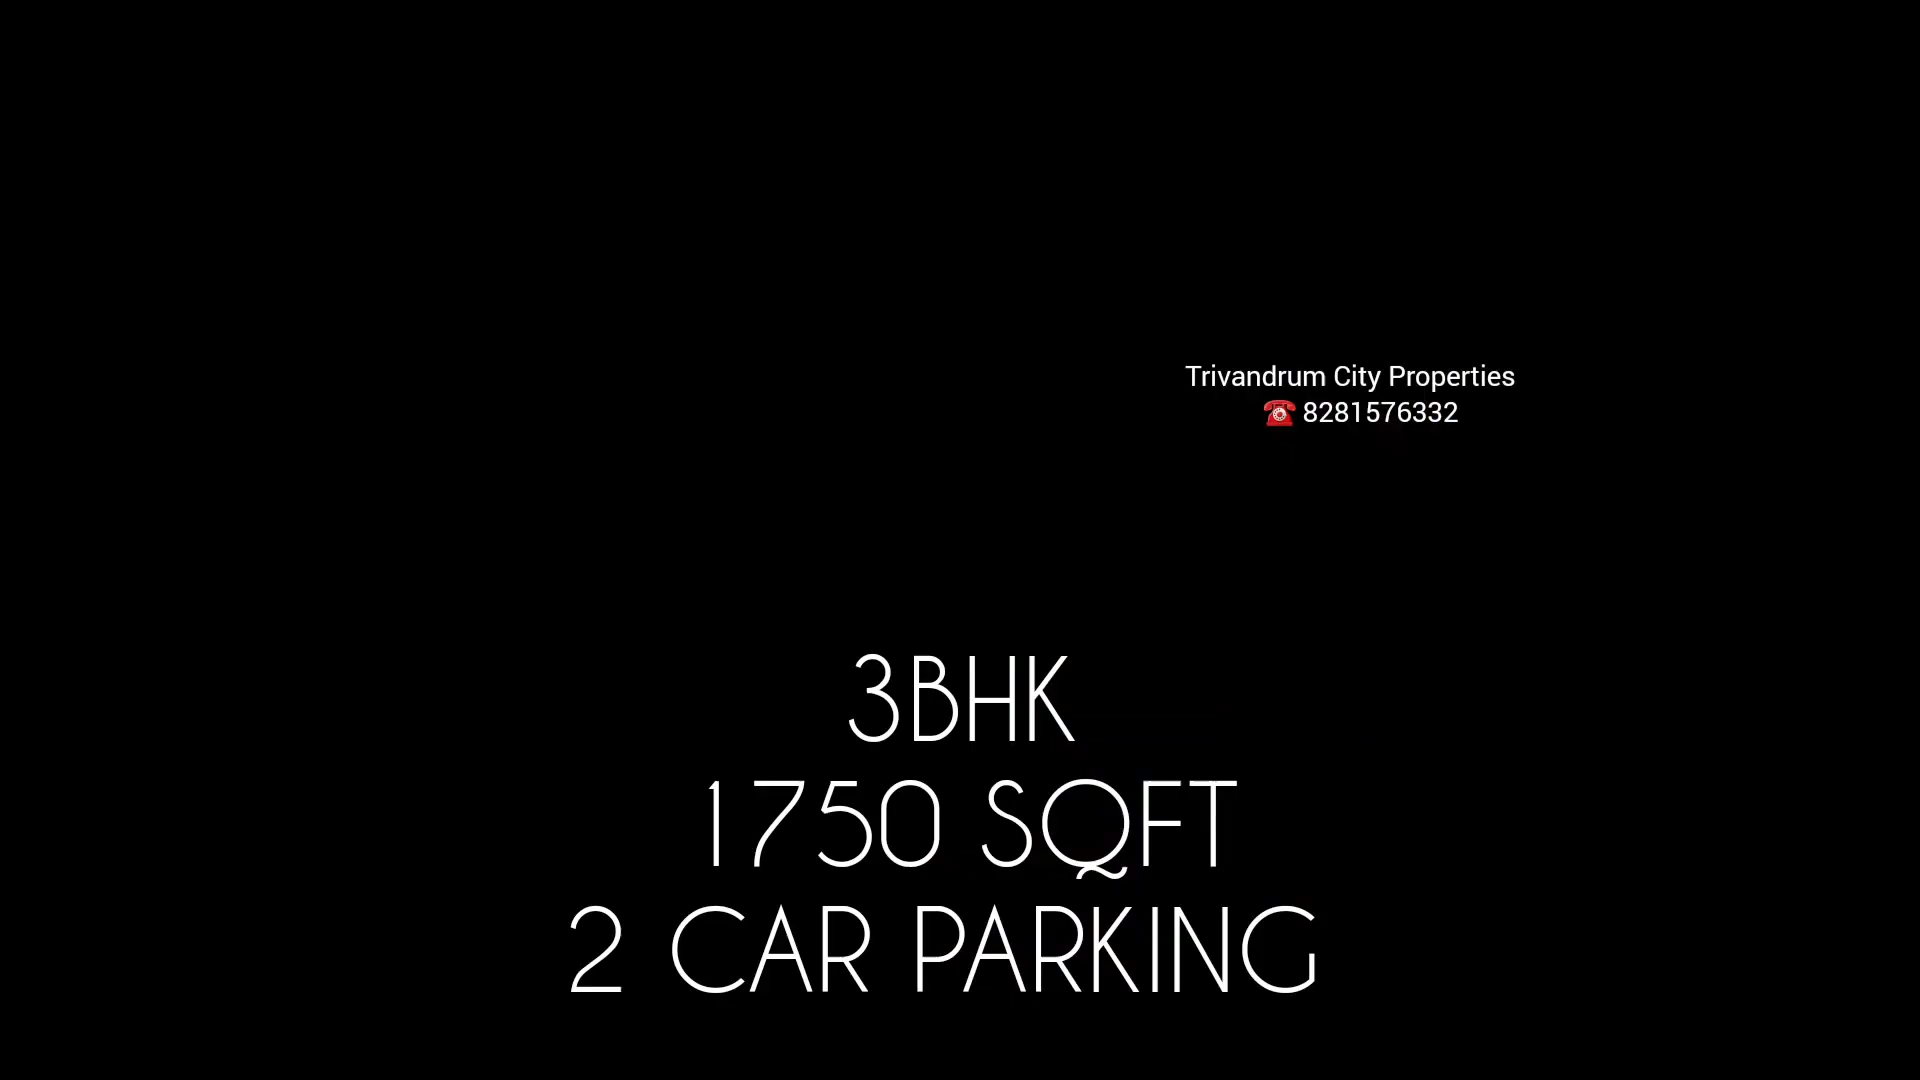 Trivandrum City Properties
☎️ 8281576332
3BHK
1750 SQFT
2 CAR PARKING